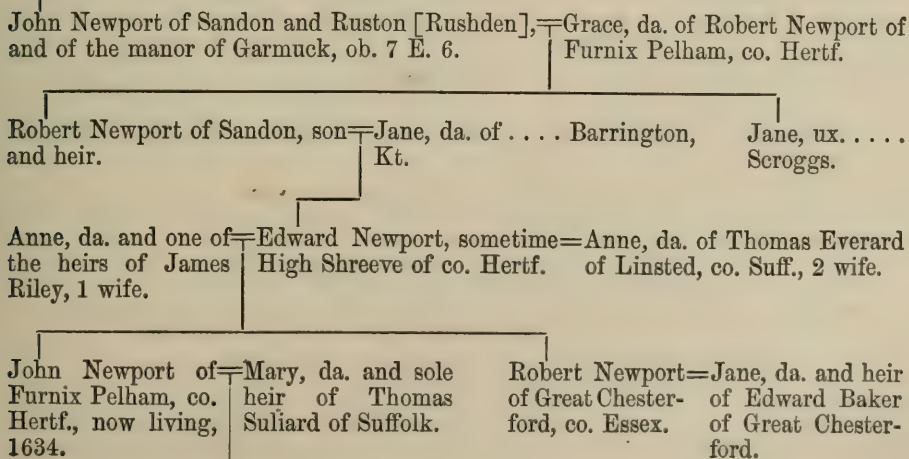 John Newport of Sandon and Ruston [Rushden],
and of the manor of Garmuck, ob. 7 E. 6.
Grace, da. of Robert Newport of
Furnix Pelham, co. Hertf.
Robert Newport of Sandon, son
and heir.
Jane, da. of .... Barrington,
Kt.
Jane, ux.....
Scroggs.
Anne, da. and one of
the heirs of James
Riley, 1 wife.
Edward Newport, sometime
High Shreeve of co. Hertf.
Anne, da. of Thomas Everard
of Linsted, co. Suff., 2 wife.
John Newport of
Furnix Pelham, co.
Hertf., now living,
1634.
Mary, da. and sole
heir of Thomas
Suliard of Suffolk.
Robert Newport
of Great Chester-
ford, co. Essex.
Jane, da. and heir
of Edward Baker
of Great Chester-
ford.